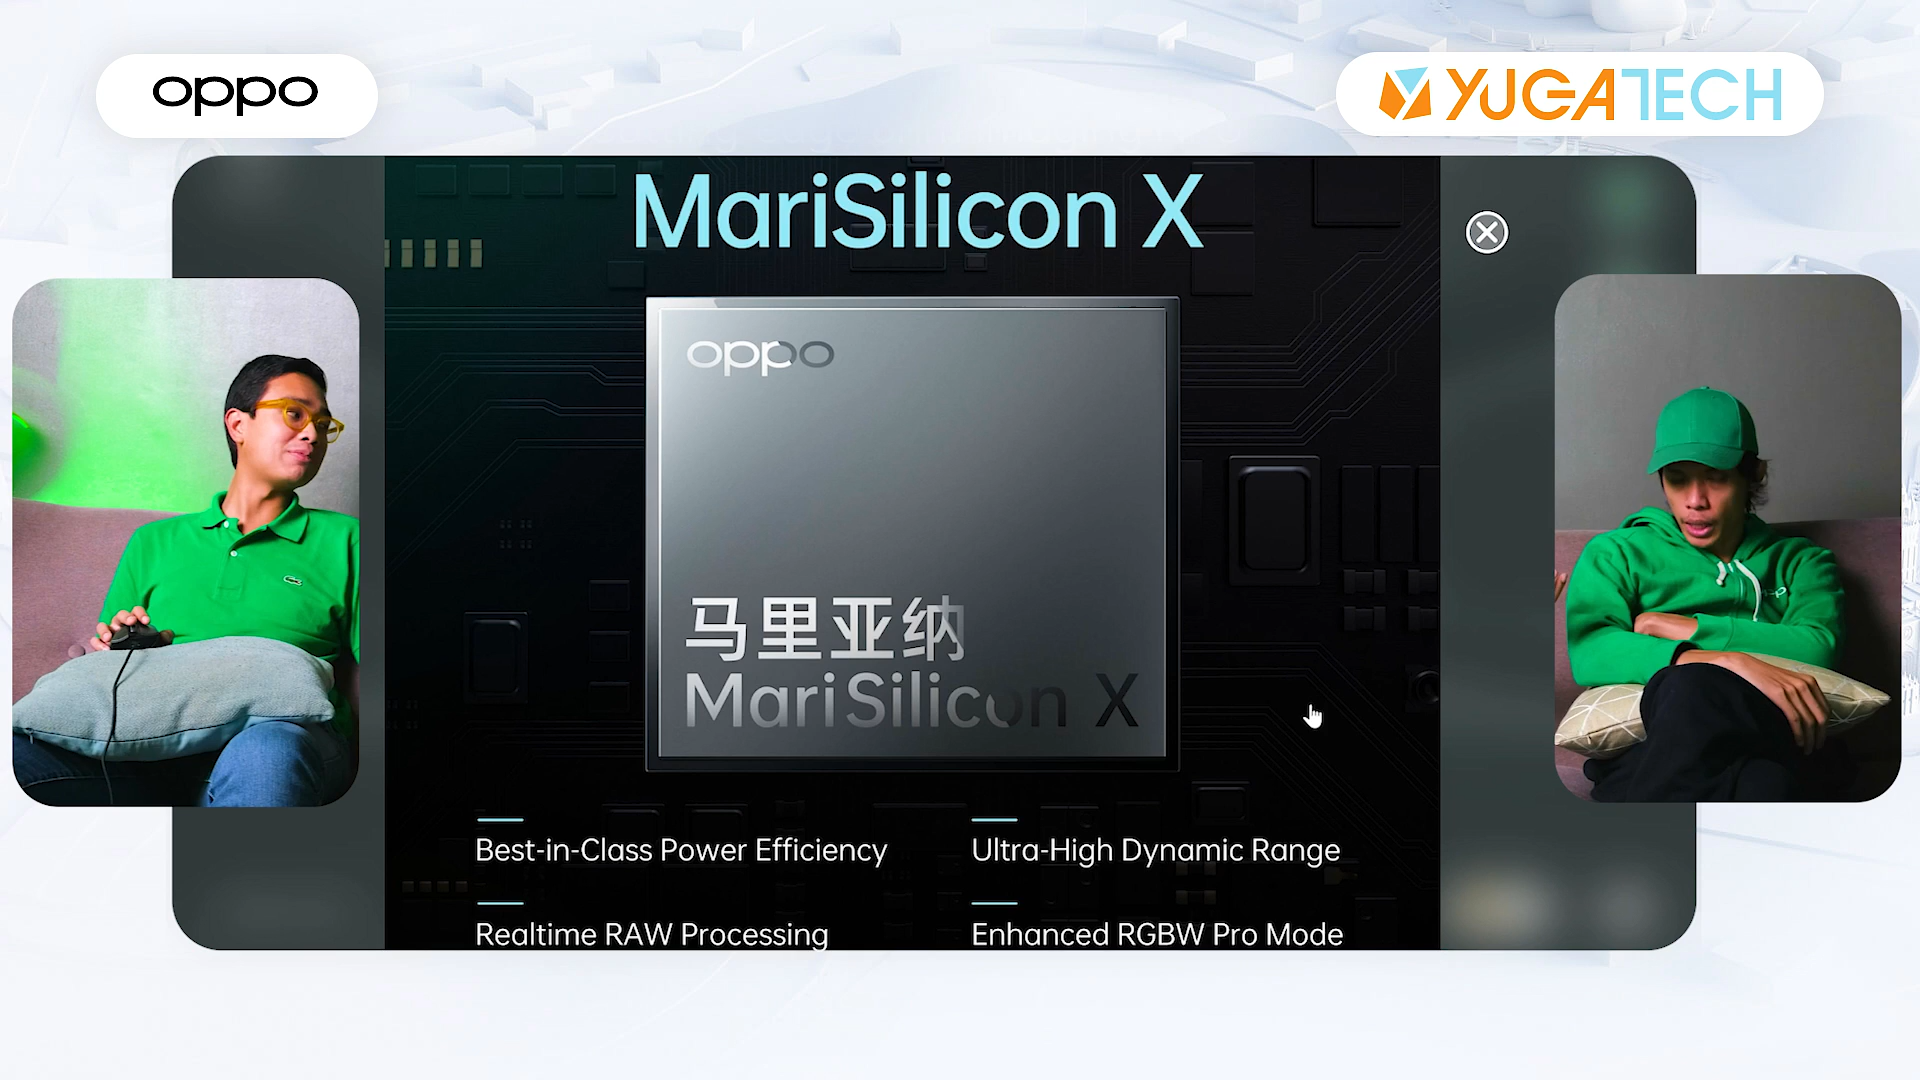 oppo
YUGATECH
MariSilicon X
oppo
马里亚纳
MariSilicon X
Best-in-Class Power Efficiency
Ultra-High Dynamic Range
Realtime RAW Processing
Enhanced RGBW Pro Mode